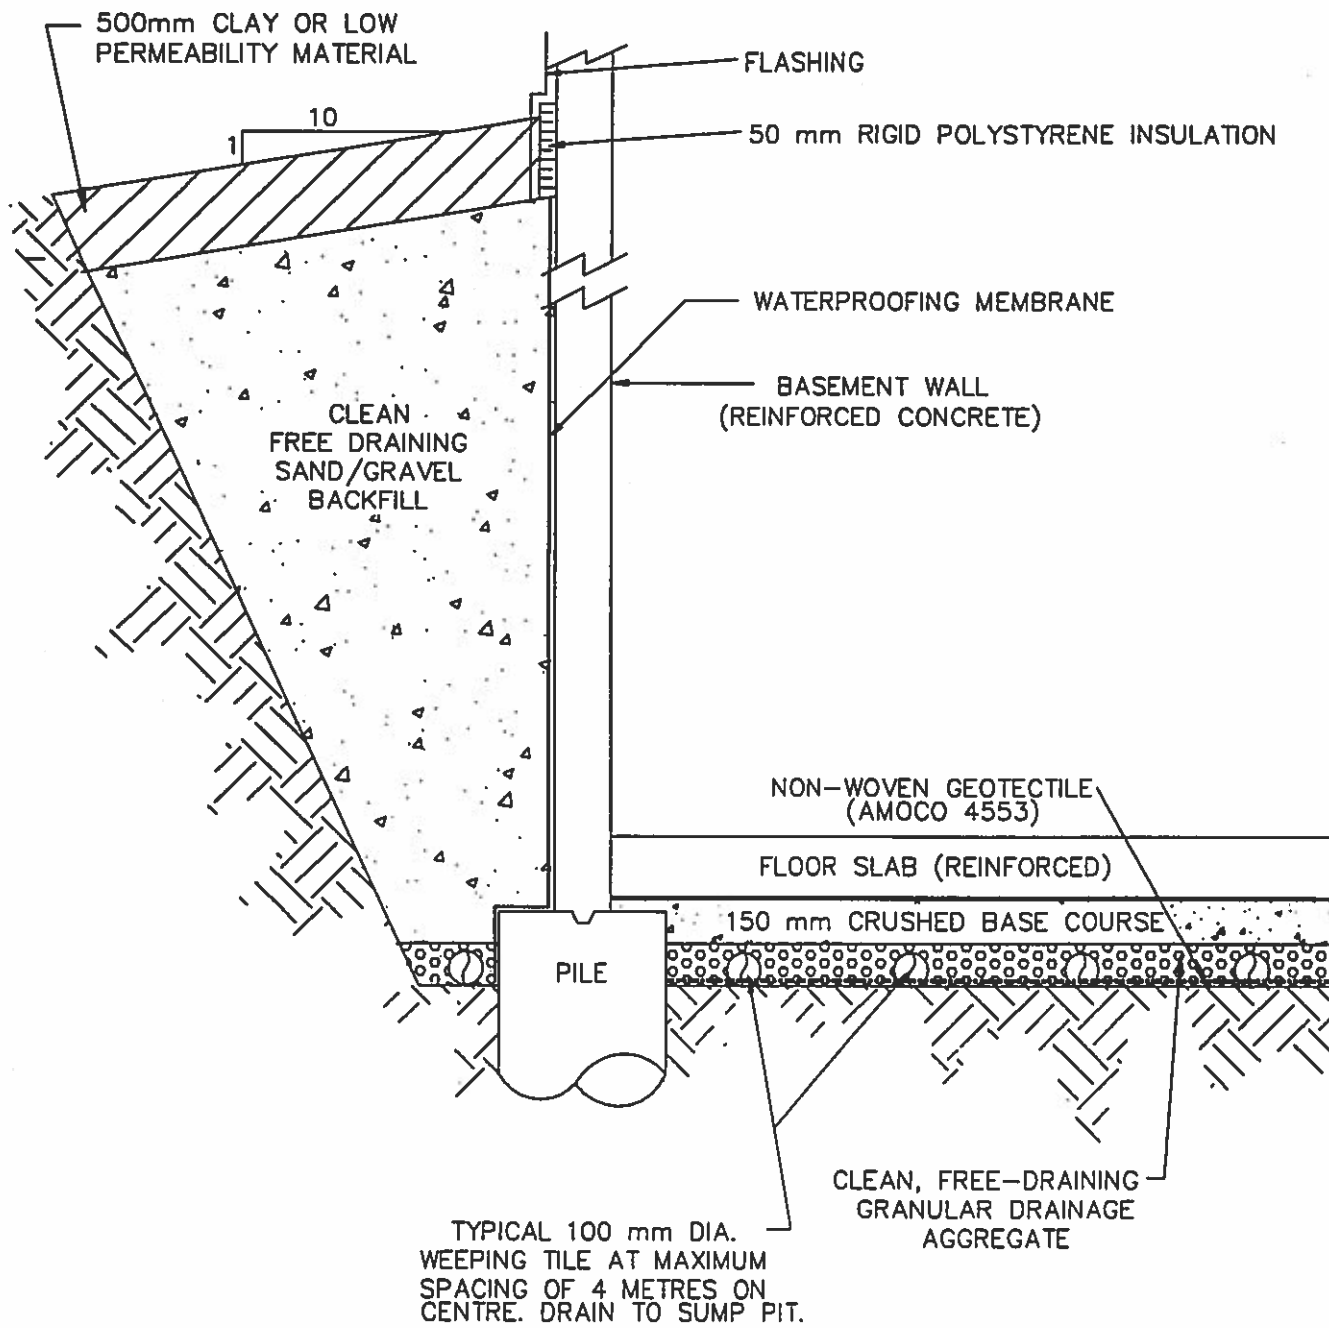 500mm CLAY OR LOW
PERMEABILITY MATERIAL
FLASHING
10
1
50 mm RIGID POLYSTYRENE INSULATION
WATERPROOFING MEMBRANE
BASEMENT WALL
(REINFORCED CONCRETE)
CLEAN
FREE DRAINING
SAND/GRAVEL
BACKFILL
NON-WOVEN GEOTECTILE
(AMOCO 4553)
FLOOR SLAB (REINFORCED)
150 mm CRUSHED BASE COURSE
PILE
CLEAN, FREE-DRAINING
GRANULAR DRAINAGE
AGGREGATE
TYPICAL 100 mm DIA.
WEEPING TILE AT MAXIMUM
SPACING OF 4 METRES ON
CENTRE. DRAIN TO SUMP PIT.